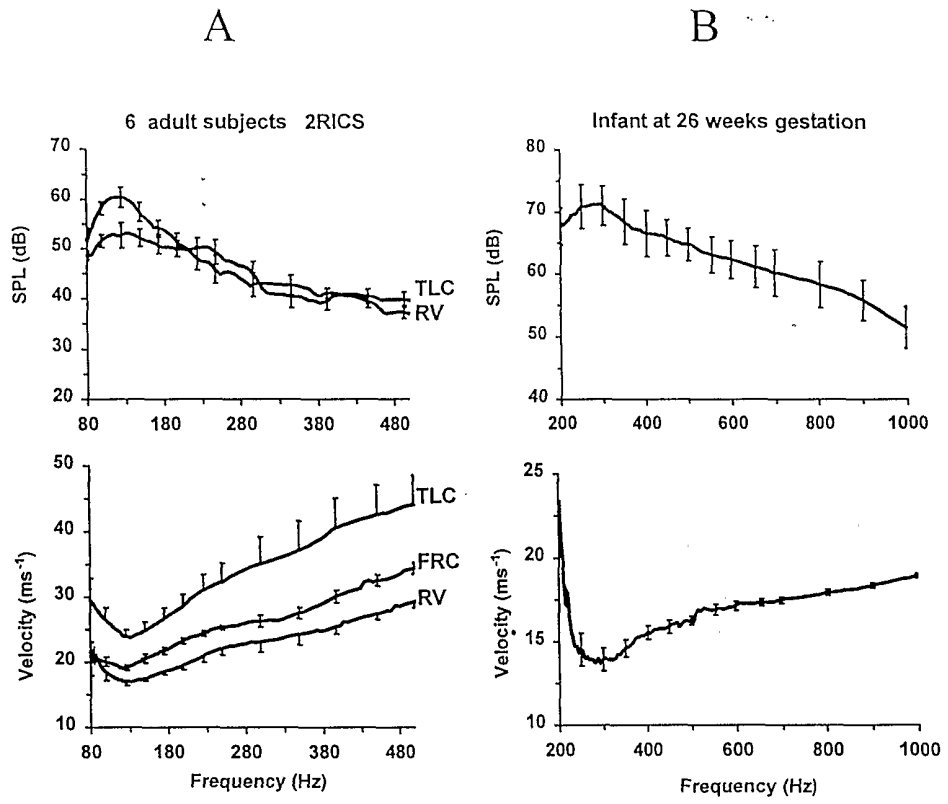 A
B
6 adult subjects 2RICS
Infant at 26 weeks gestation
70
60
50
40
30
20
SPL (dB)
TLC
RV
80 180 280 380 480
80
70
60
50
40
SPL (dB)
200 400 600 800 1000
50
40
30
20
10
Velocity (ms⁻¹)
TLC
FRC
RV
80 180 280 380 480
Frequency (Hz)
25
20
15
10
Velocity (ms⁻¹)
200 400 600 800 1000
Frequency (Hz)